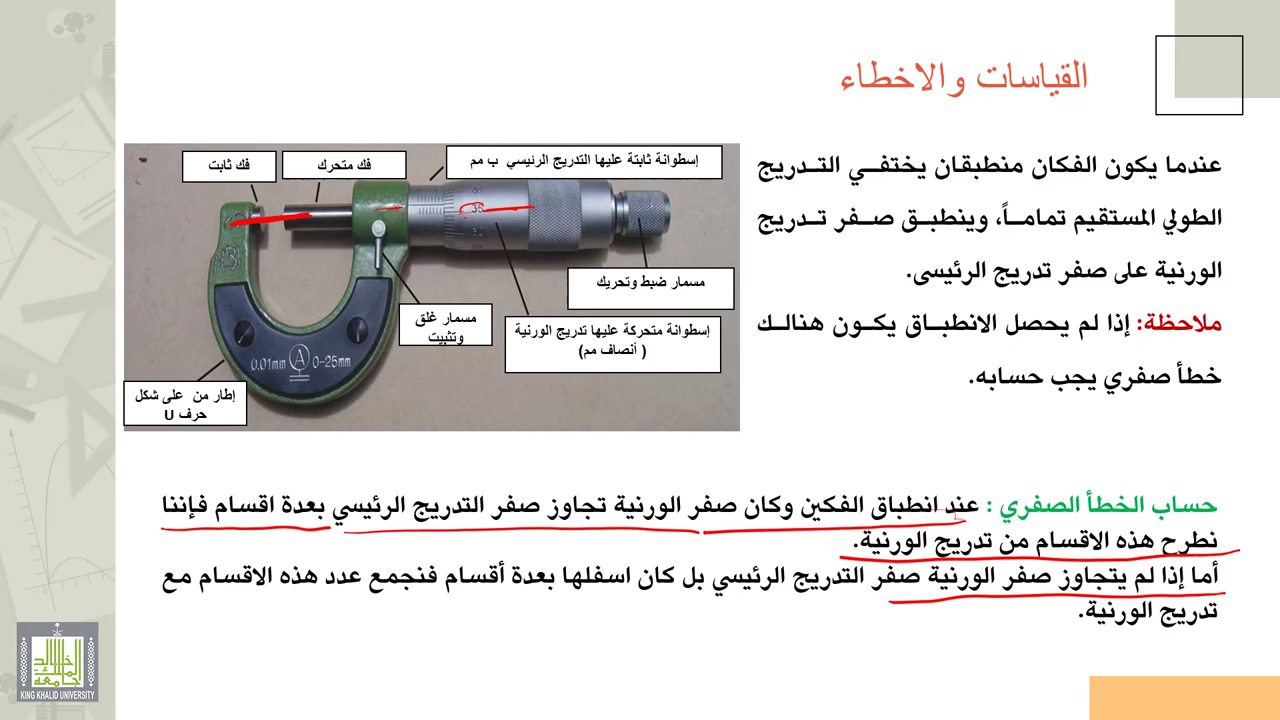 القياسات والاخطاء
عندما يكون الفكان منطبقان يختفي التدريج
الطولي المستقيم تماماً، وينطبق صفر تدريج
الورنية على صفر تدريج الرئيسى.
ملاحظة: إذا لم يحصل الانطباق يكون هنالك
خطأ صفري يجب حسابه.
إسطوانة ثابتة عليها التدريج الرئيسي ب مم
فك متحرك
فك ثابت
35
مسمار ضبط وتحريك
مسمار غلق
وتثبيت
إسطوانة متحركة عليها تدريج الورنية
( أنصاف مم)
0.01mm A 0-25mm
إطار من على شكل
حرف U
حساب الخطأ الصفري : عند انطباق الفكين وكان صفر الورنية تجاوز صفر التدريج الرئيسي بعدة اقسام فإننا
نطرح هذه الاقسام من تدريج الورنية.
أما إذا لم يتجاوز صفر الورنية صفر التدريج الرئيسي بل كان اسفلها بعدة أقسام فنجمع عدد هذه الاقسام مع
تدريج الورنية.
جامعة الملك خالد
KING KHALID UNIVERSITY